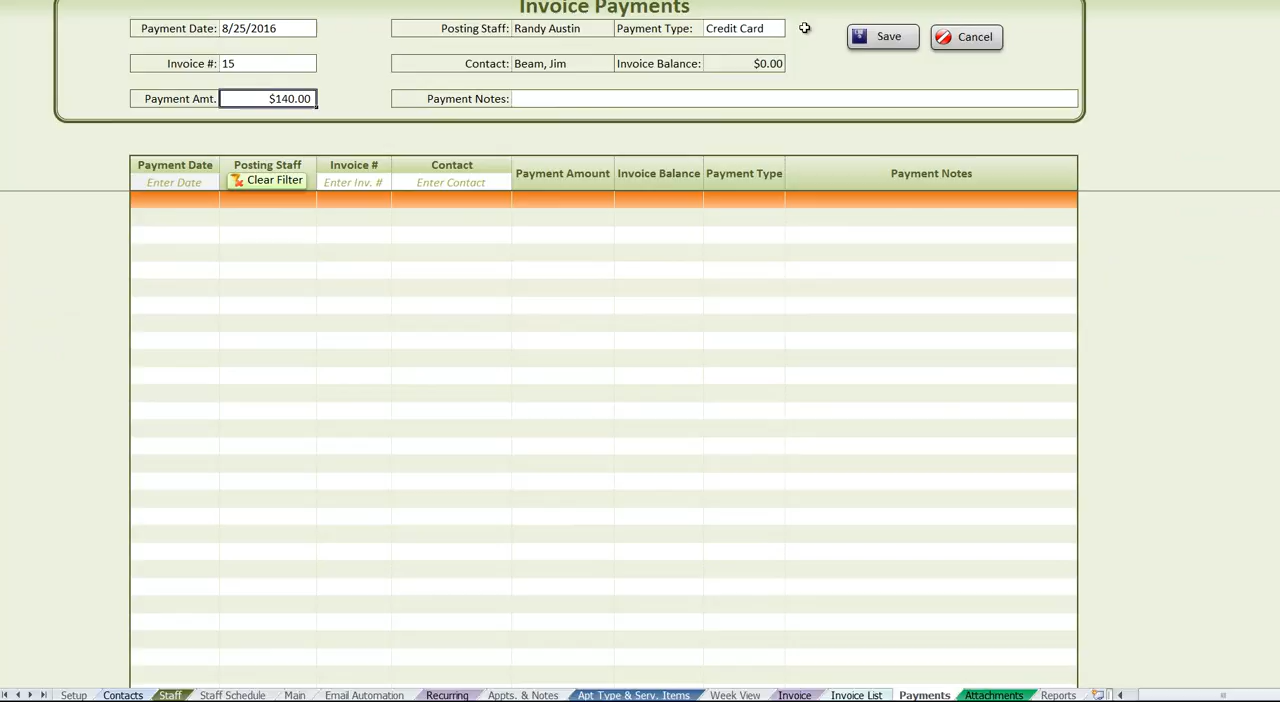 Invoice Payments
Payment Date: 8/25/2016 Posting Staff: Randy Austin Payment Type: Credit Card Save Cancel
Invoice #: 15 Contact: Beam, Jim Invoice Balance: $0.00
Payment Amt. $140.00 Payment Notes:
Payment Date Posting Staff Invoice # Contact Payment Amount Invoice Balance Payment Type Payment Notes
Enter Date Clear Filter Enter Inv. # Enter Contact
Setup Contacts Staff Staff Schedule Main Email Automation Recurring Appts. & Notes Apt Type & Serv. Items Week View Invoice Invoice List Payments Attachments Reports